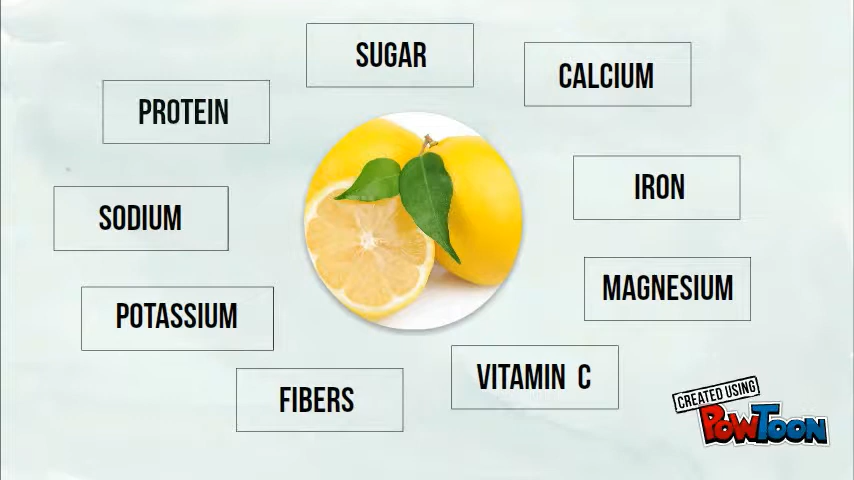 SUGAR
CALCIUM
PROTEIN
IRON
SODIUM
MAGNESIUM
POTASSIUM
VITAMIN C
FIBERS
CREATED USING
POWTOON